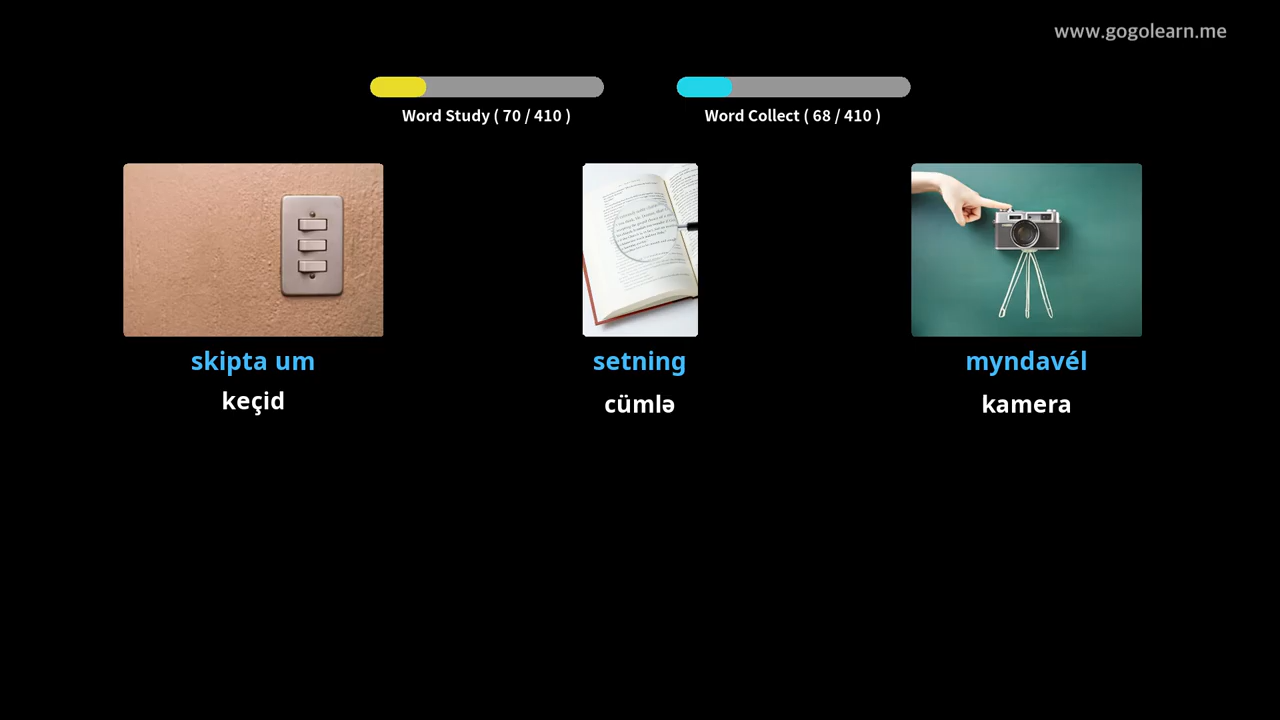 www.gogolearn.me
Word Study ( 70 / 410 )
Word Collect ( 68 / 410 )
skipta um
setning
myndavél
keçid
cümlə
kamera